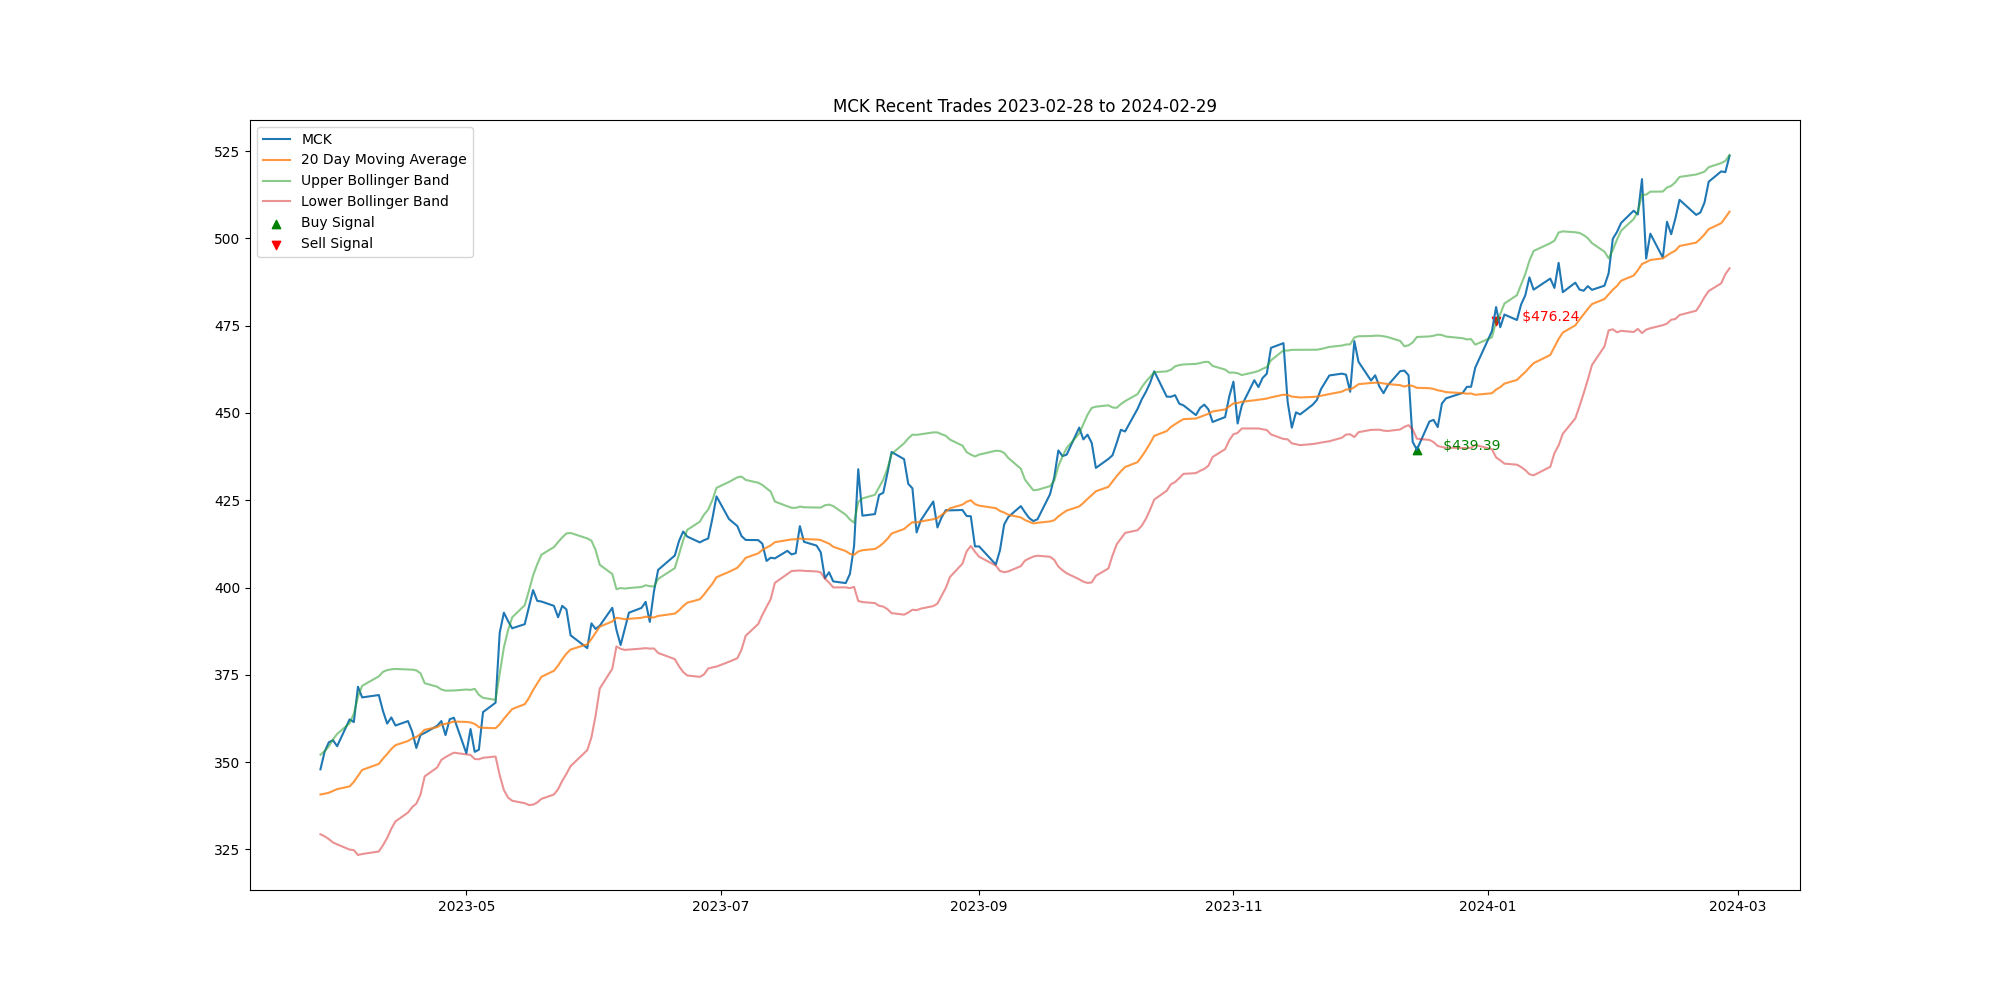 MCK Recent Trades 2023-02-28 to 2024-02-29
MCK
20 Day Moving Average
Upper Bollinger Band
Lower Bollinger Band
Buy Signal
Sell Signal
525
500
475
450
425
400
375
350
325
$476.24
$439.39
2023-05
2023-07
2023-09
2023-11
2024-01
2024-03